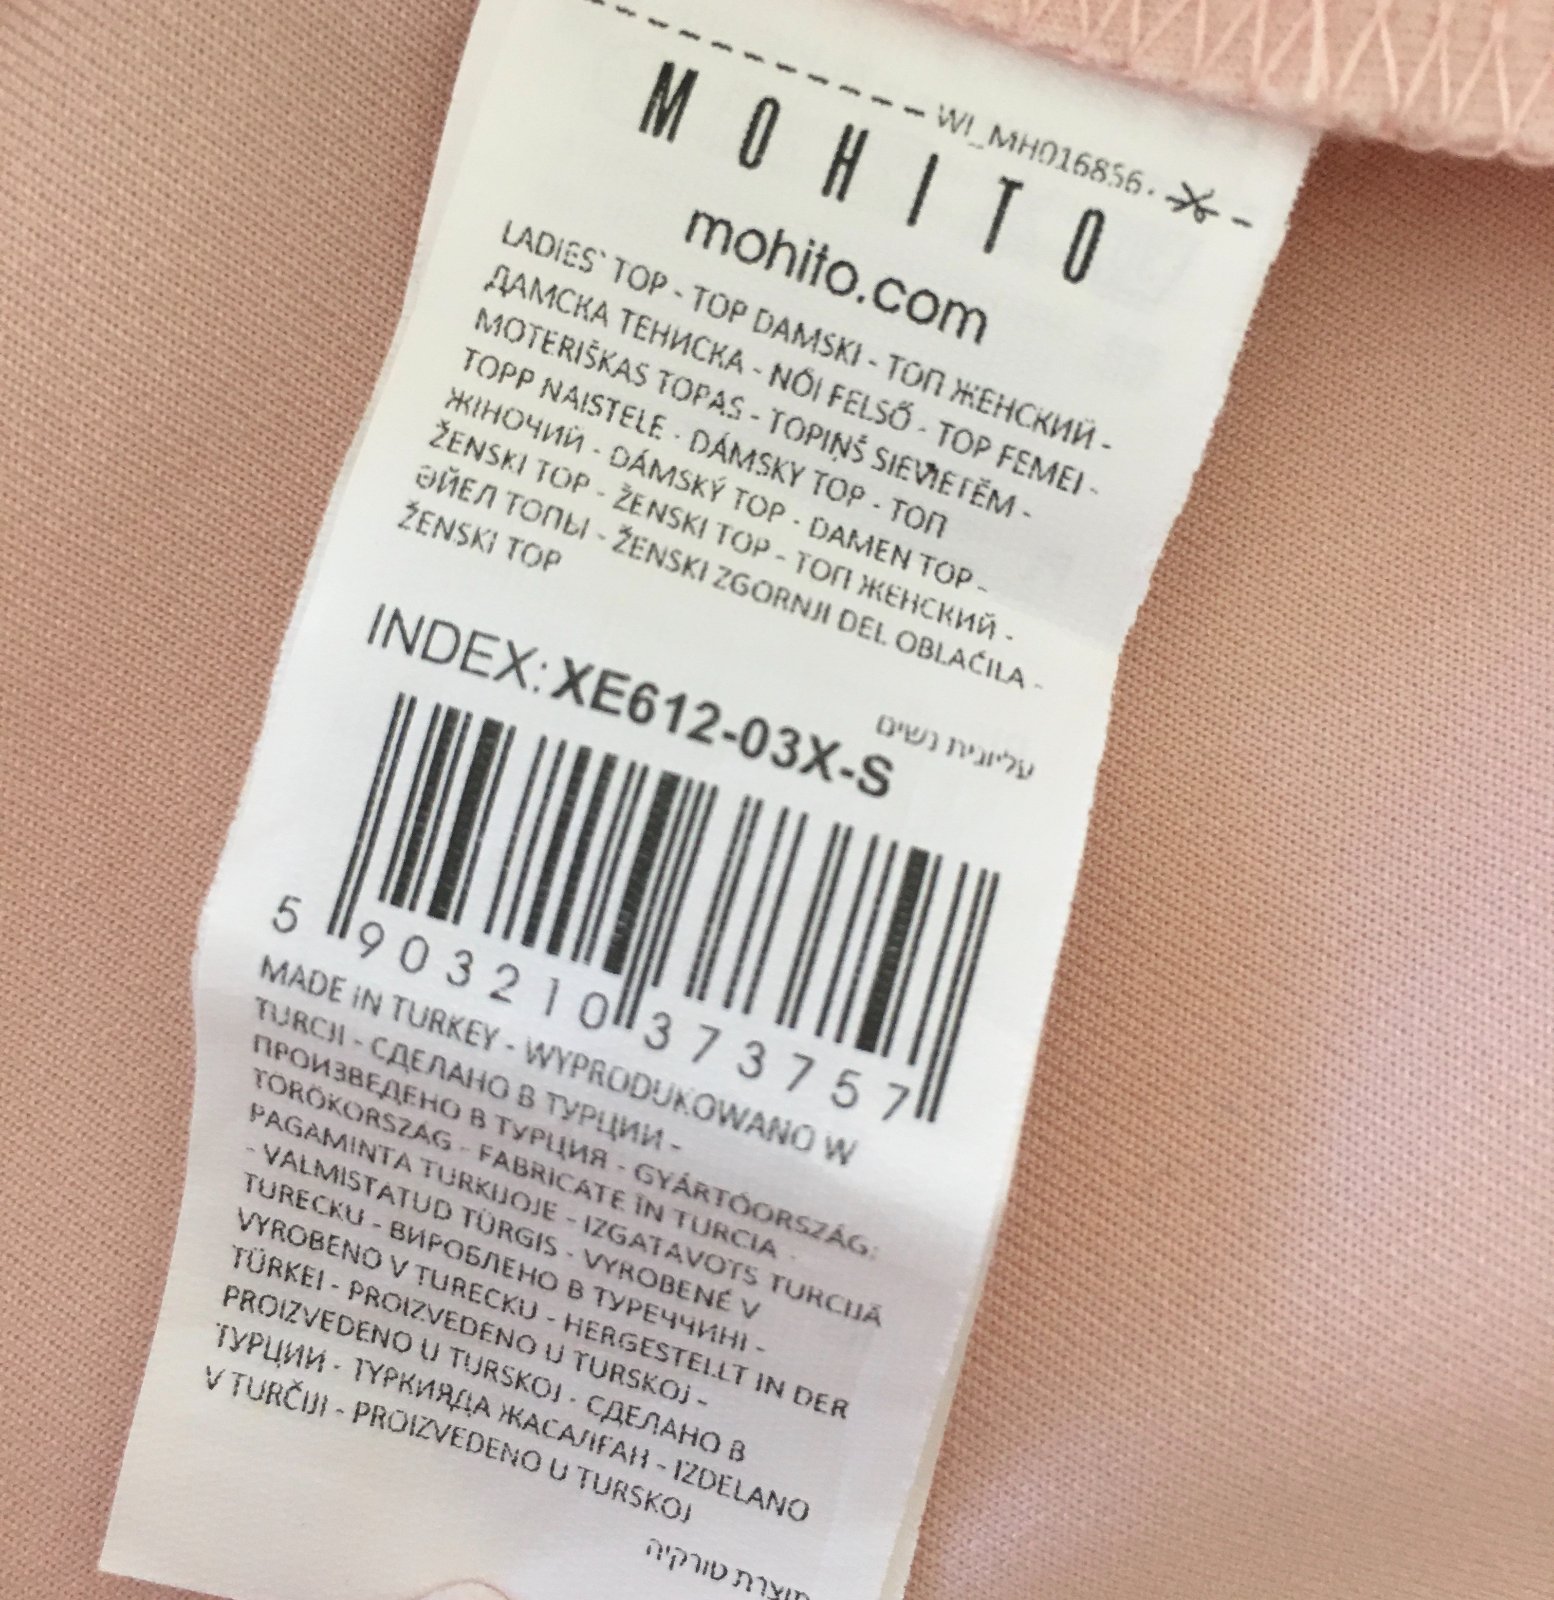 WI_MH016856
MOHITO
mohito.com
LADIES` TOP - TOP DAMSKI - ТОП ЖЕНСКИЙ -
ДАМСКА ТЕНИСКА - NŐI FELSŐ - TOP FEMEI -
MOTERIŠKAS TOPAS - TOPIŅŠ SIEVIETĒM -
TOPP NAISTELE - DÁMSKY TOP - ТОП
ЖІНОЧИЙ - DÁMSKÝ TOP - DAMEN TOP -
ŽENSKI TOP - ŽENSKI TOP - ТОП ЖЕНСКИЙ -
ӘЙЕЛ ТОПЫ - ŽENSKI ZGORNJI DEL OBLAČILA -
ŽENSKI TOP
עליונית נשים
INDEX: XE612-03X-S
5 903210 373757
MADE IN TURKEY - WYPRODUKOWANO W
TURCJI - СДЕЛАНО В ТУРЦИИ -
ПРОИЗВЕДЕНО В ТУРЦИЯ - GYÁRTÓORSZÁG:
TÖRÖKORSZÁG - FABRICATE ÎN TURCIA -
PAGAMINTA TURKIJOJE - IZGATAVOTS TURCIJĀ
- VALMISTATUD TÜRGIS - VYROBENÉ V
TURECKU - ВИРОБЛЕНО В ТУРЕЧЧИНІ -
VYROBENO V TURECKU - HERGESTELLT IN DER
TÜRKEI - PROIZVEDENO U TURSKOJ -
PROIZVEDENO U TURSKOJ - СДЕЛАНО В
ТУРЦИИ - ТҮРКИЯДА ЖАСАЛҒАН - IZDELANO
V TURČIJI - PROIZVEDENO U TURSKOJ
תוצרת טורקיה